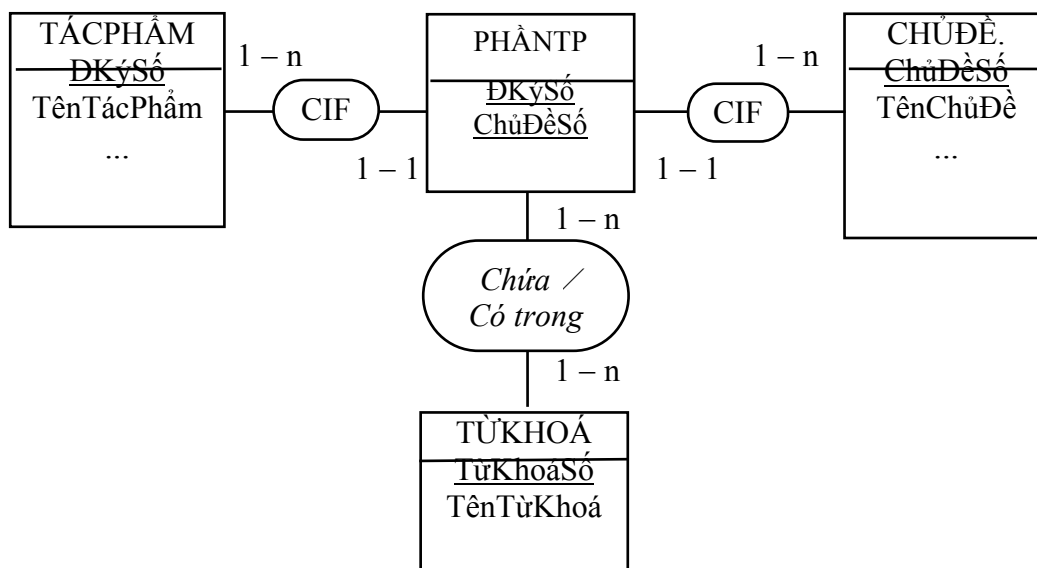 TÁCPHẨM
ĐKýSố
TênTácPhẩm
...
1 – n
CIF
1 – 1
PHẦNTP
ĐKýSố
ChủĐềSố
1 – n
CIF
1 – 1
CHỦĐỀ.
ChủĐềSố
TênChủĐề
...
1 – n
Chứa /
Có trong
1 – n
TỪKHOÁ
TừKhoáSố
TênTừKhoá